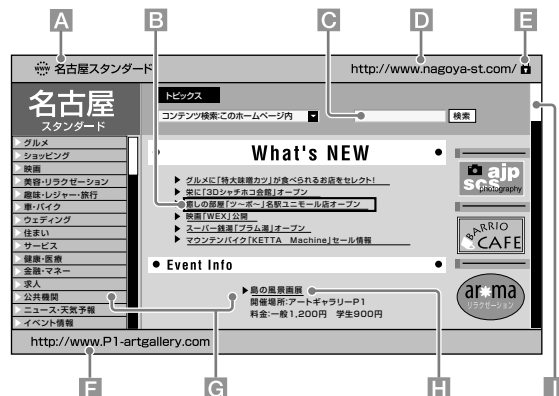 A
B
C
D
E
名古屋スタンダード
http://www.nagoya-st.com/
名古屋
スタンダード
トピックス
コンテンツ検索:このホームページ内
検索
グルメ
ショッピング
映画
美容・リラクゼーション
趣味・レジャー・旅行
車・バイク
ウェディング
住まい
サービス
健康・医療
金融・マネー
求人
公共機関
ニュース・天気予報
イベント情報
What's NEW
グルメに「特大味噌カツ」が食べられるお店をセレクト!
栄に「3Dシャチホコ会館」オープン
癒しの部屋「ツ〜ボ〜」名駅ユニモール店オープン
映画「WEX」公開
スーパー銭湯「プラム湯」オープン
マウンテンバイク「KETTA Machine」セール情報
Event Info
島の風景画展
開催場所:アートギャラリーP1
料金:一般1,200円 学生900円
ajp
scs
photography
BARRIO
CAFE
aroma
リラクゼーション
http://www.P1-artgallery.com
F
G
H
I